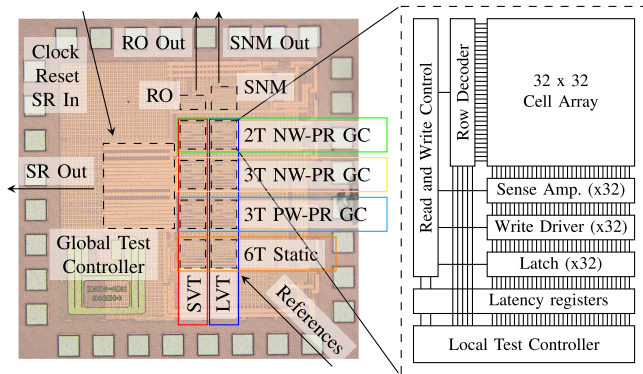 Clock
Reset
SR In
RO Out
SNM Out
RO
SNM
2T NW-PR GC
3T NW-PR GC
3T PW-PR GC
6T Static
SR Out
Global Test
Controller
SVT
LVT
References
Read and Write Control
Row Decoder
32 x 32
Cell Array
Sense Amp. (x32)
Write Driver (x32)
Latch (x32)
Latency registers
Local Test Controller